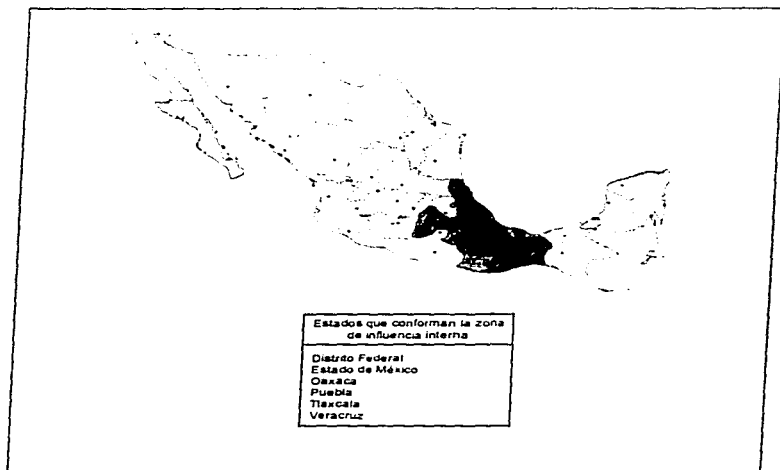 Estados que conforman la zona
de influencia interna
Distrito Federal
Estado de México
Oaxaca
Puebla
Tlaxcala
Veracruz